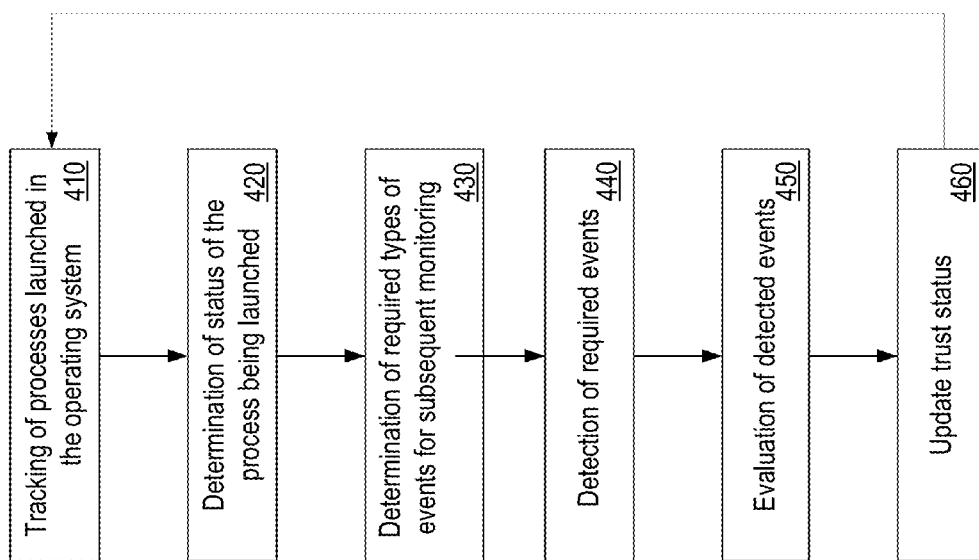 Tracking of processes launched in
the operating system
410
Determination of status of the
process being launched
420
Determination of required types of
events for subsequent monitoring
430
Detection of required events
440
Evaluation of detected events
450
Update trust status
460